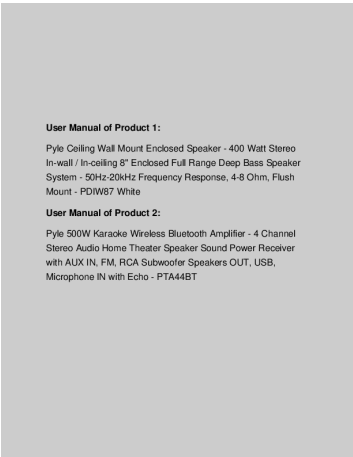 User Manual of Product 1:
Pyle Ceiling Wall Mount Enclosed Speaker - 400 Watt Stereo
In-wall / In-ceiling 8" Enclosed Full Range Deep Bass Speaker
System - 50Hz-20kHz Frequency Response, 4-8 Ohm, Flush
Mount - PDIW87 White
User Manual of Product 2:
Pyle 500W Karaoke Wireless Bluetooth Amplifier - 4 Channel
Stereo Audio Home Theater Speaker Sound Power Receiver
with AUX IN, FM, RCA Subwoofer Speakers OUT, USB,
Microphone IN with Echo - PTA44BT